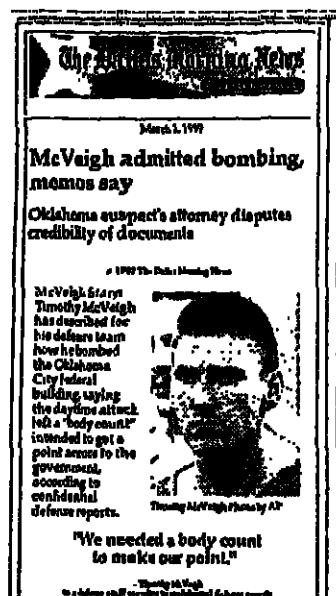 The Dallas Morning News
March 1, 1997
McVeigh admitted bombing,
memos say
Oklahoma suspect's attorney disputes
credibility of documents
© 1997 The Dallas Morning News
Timothy McVeigh
has described for
his defense team
how he bombed
the Oklahoma
City federal
building, saying
the daytime attack
left a "body count"
intended to get a
point across to the
government,
according to
confidential
defense reports.
Timothy McVeigh Photo by AP
"We needed a body count
to make our point."
- Timothy McVeigh